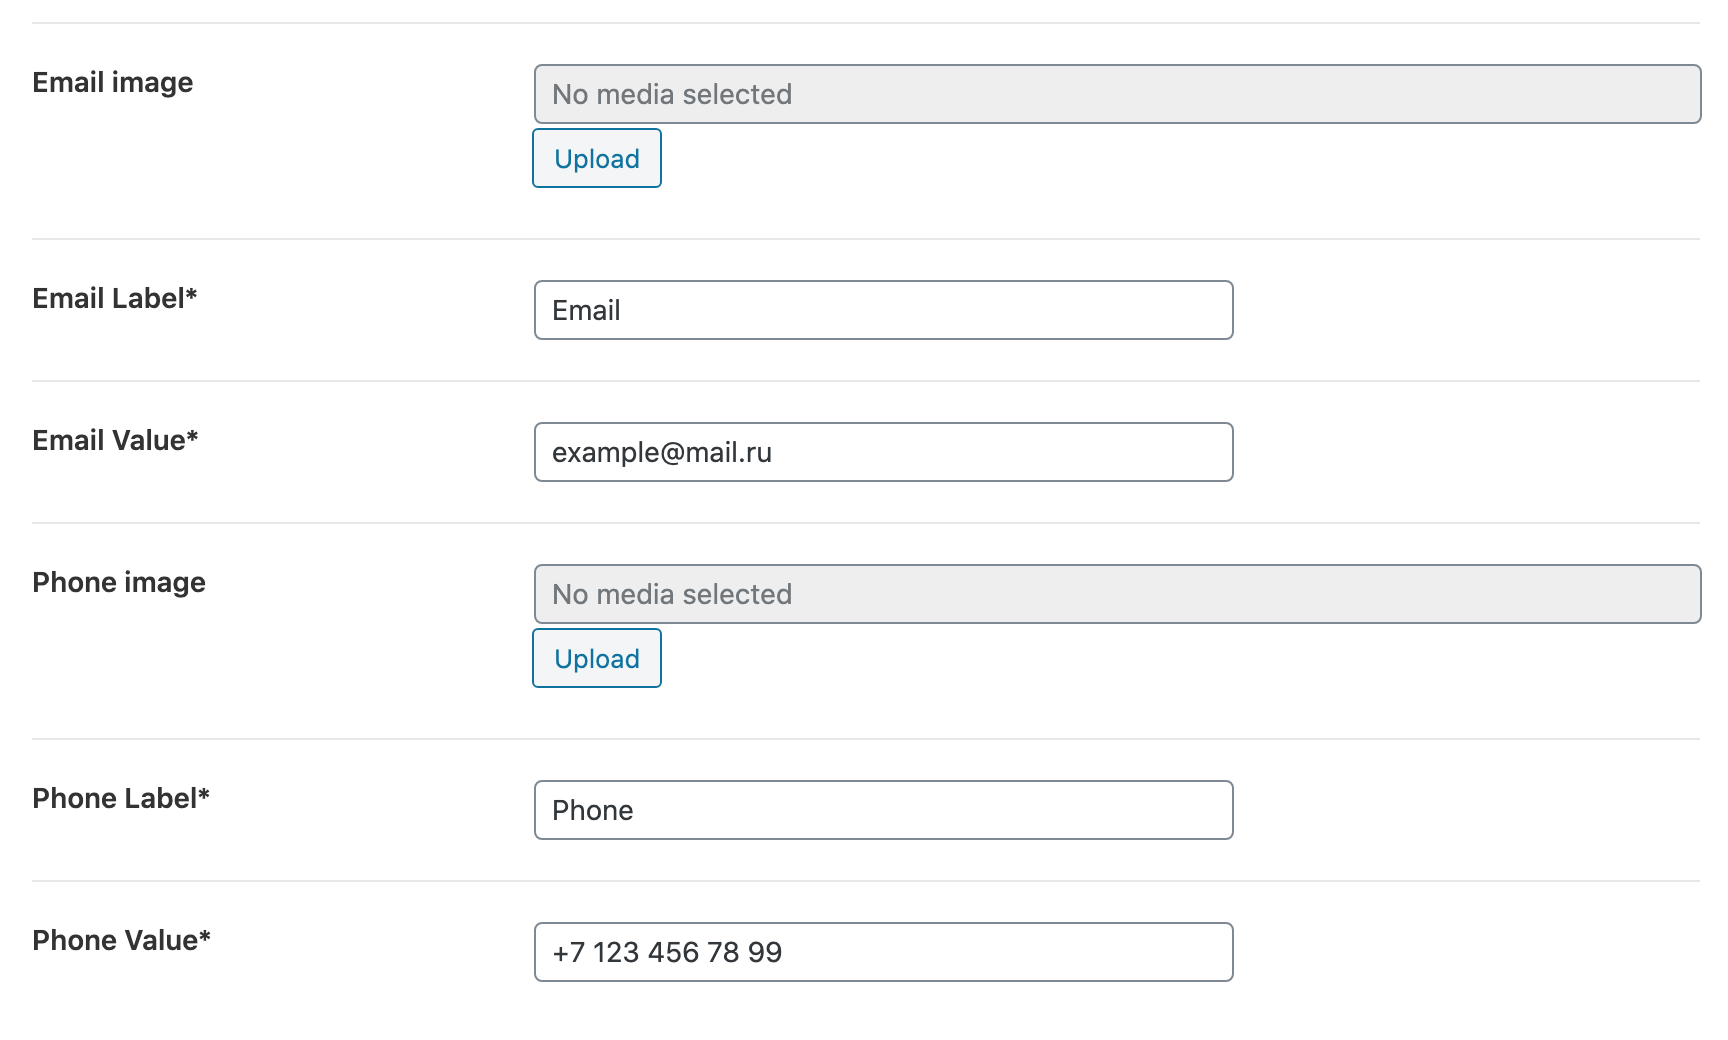 Email image
No media selected
Upload
Email Label*
Email
Email Value*
example@mail.ru
Phone image
No media selected
Upload
Phone Label*
Phone
Phone Value*
+7 123 456 78 99